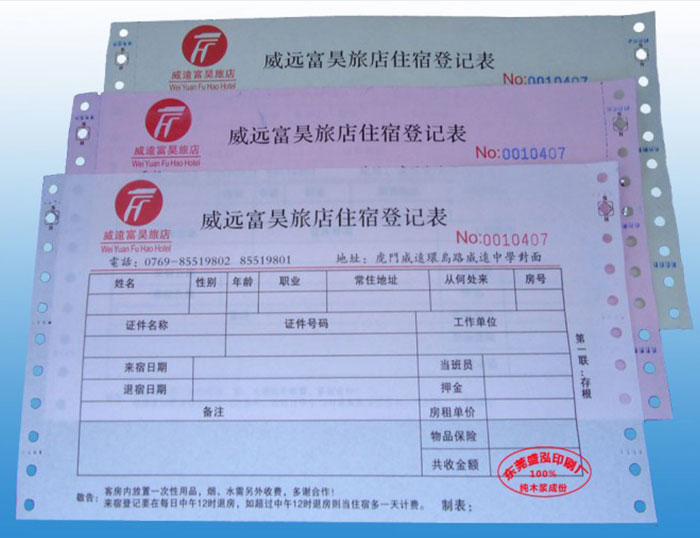 威遠富昊旅店
Wei Yuan Fu Hao Hotel
威远富昊旅店住宿登记表
No:0010407
威遠富昊旅店
Wei Yuan Fu Hao Hotel
威远富昊旅店住宿登记表
No:0010407
威遠富昊旅店
Wei Yuan Fu Hao Hotel
威远富昊旅店住宿登记表
No:0010407
電話：0769-85519802 85519801 地址：虎門威遠環島路威遠中學對面
姓名 性别 年龄 职业 常住地址 从何处来 房号
证件名称 证件号码 工作单位
来宿日期 当班员
退宿日期 押金
备注 房租单价
物品保险
共收金额
第一联：存根
东莞盛泓印刷厂
100%
纯木浆成份
敬告：客房内放置一次性用品，烟、水需另外收费，多谢合作！
来宿登记要在每日中午12时退房，如超过中午12时退房则当住宿多一天计费。 制表：